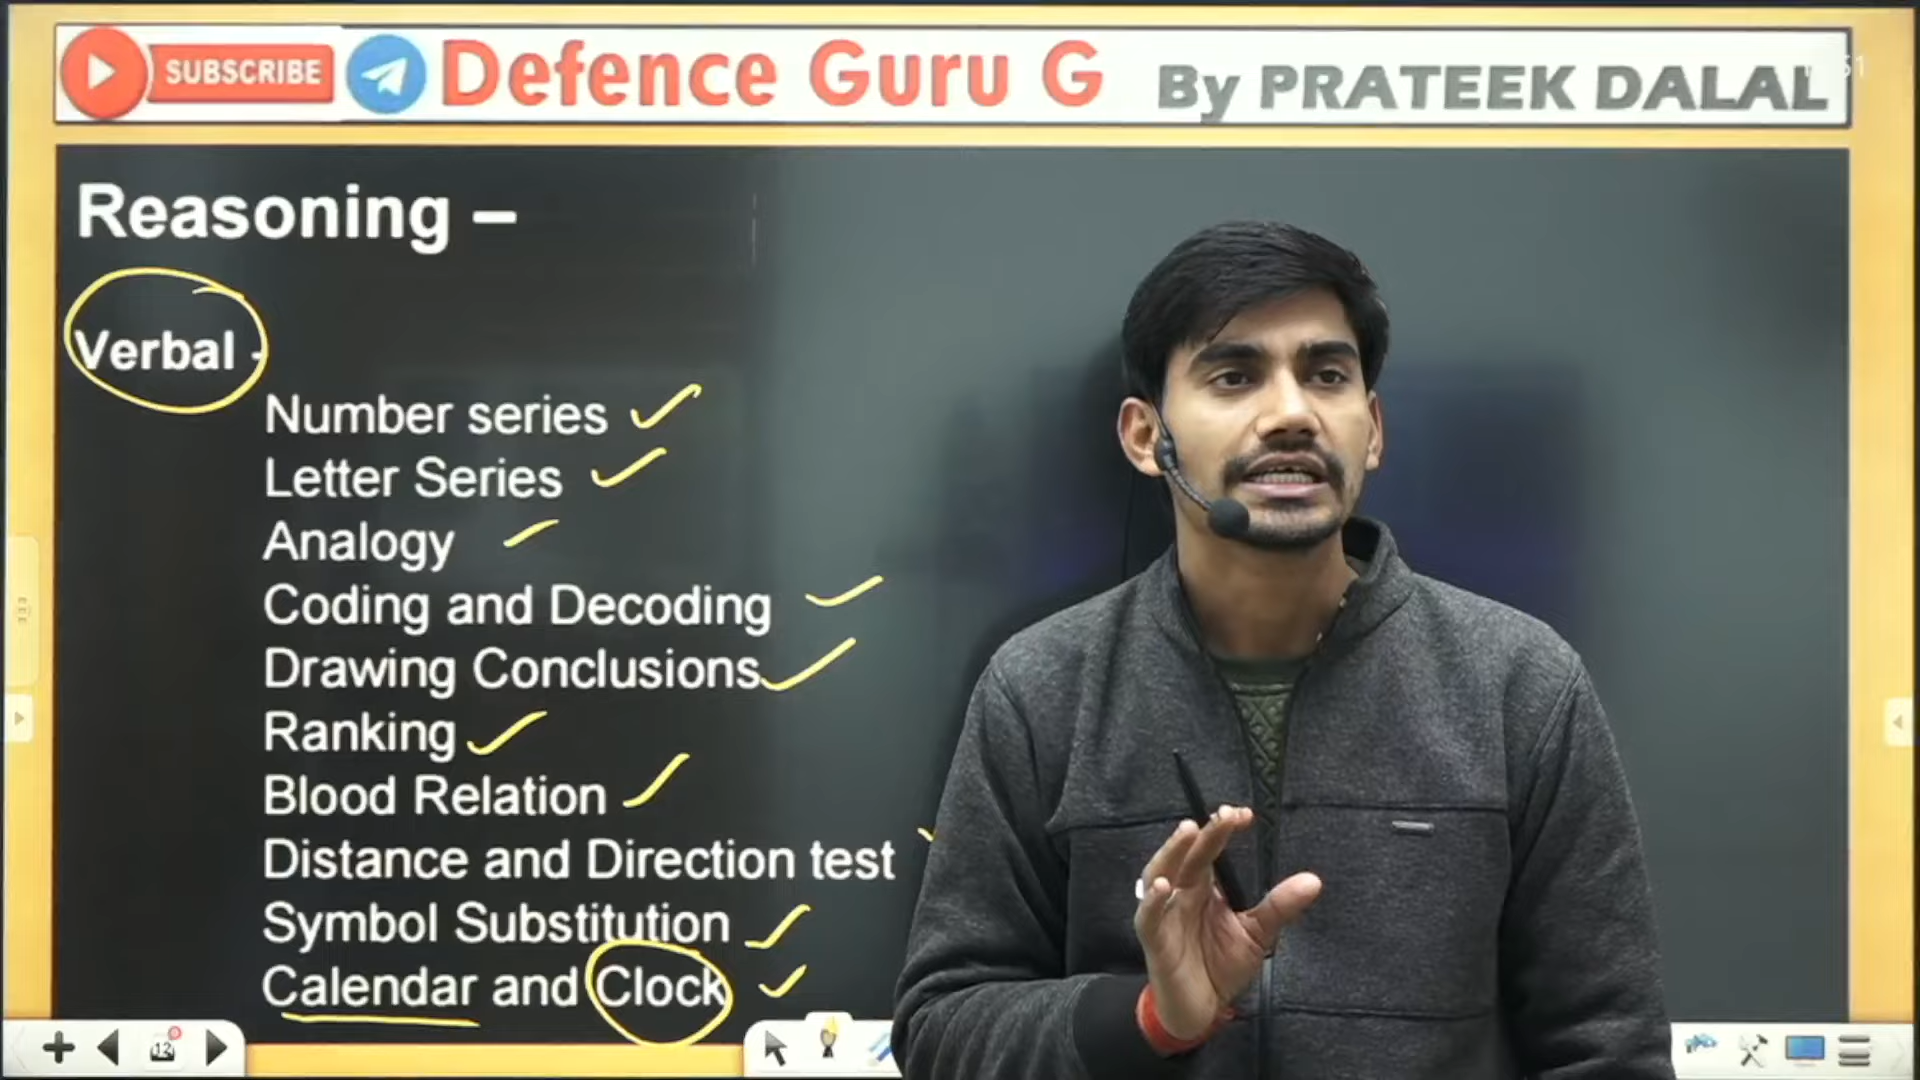 SUBSCRIBE Defence Guru G By PRATEEK DALAL
Reasoning –
Verbal -
Number series
Letter Series
Analogy
Coding and Decoding
Drawing Conclusions
Ranking
Blood Relation
Distance and Direction test
Symbol Substitution
Calendar and Clock
12